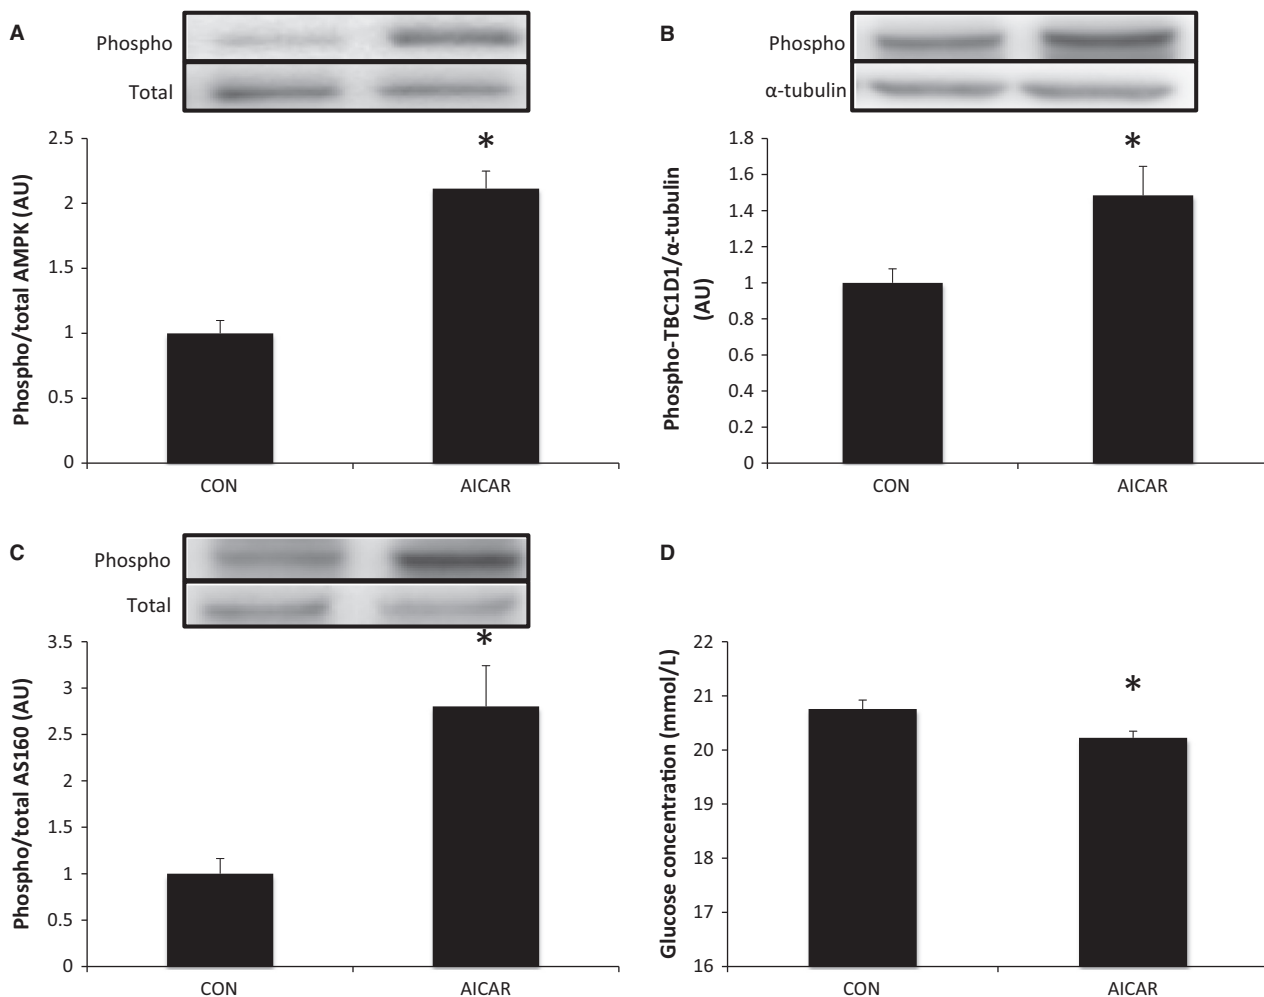 A
Phospho
Total
2.5
2
1.5
1
0.5
0
Phospho/total AMPK (AU)
*
CON
AICAR
B
Phospho
α-tubulin
1.8
1.6
1.4
1.2
1
0.8
0.6
0.4
0.2
0
Phospho-TBC1D1/α-tubulin
(AU)
*
CON
AICAR
C
Phospho
Total
3.5
3
2.5
2
1.5
1
0.5
0
Phospho/total AS160 (AU)
*
CON
AICAR
D
22
21
20
19
18
17
16
Glucose concentration (mmol/L)
*
CON
AICAR